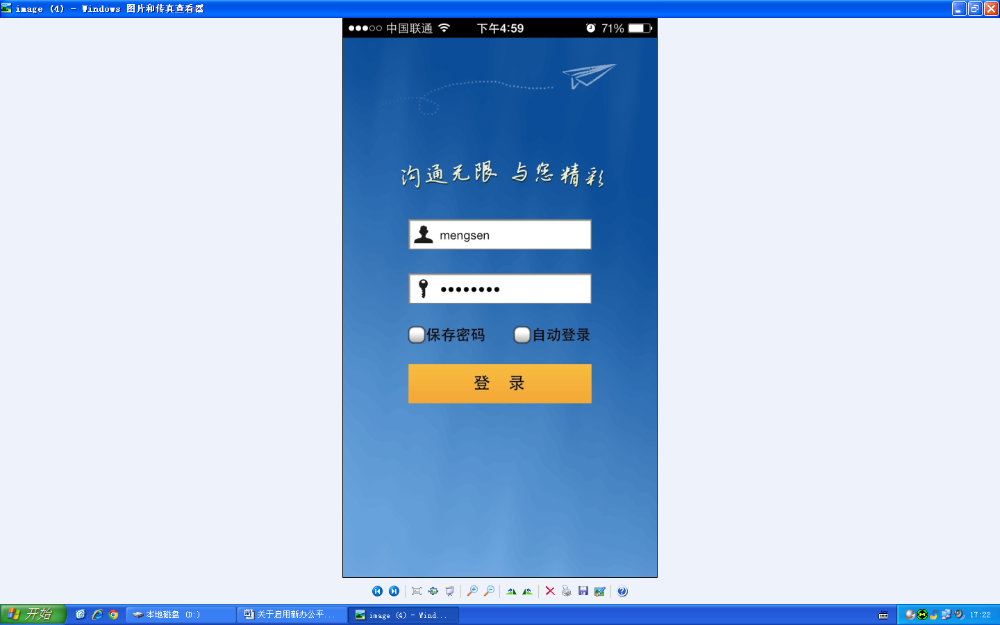 image (4) - Windows 图片和传真查看器
中国联通 下午4:59 71%
沟通无限 与您精彩
mengsen
保存密码 自动登录
登 录
开始 本地磁盘 (D:) 关于启用新办公平... image (4) - Wind... 17:22